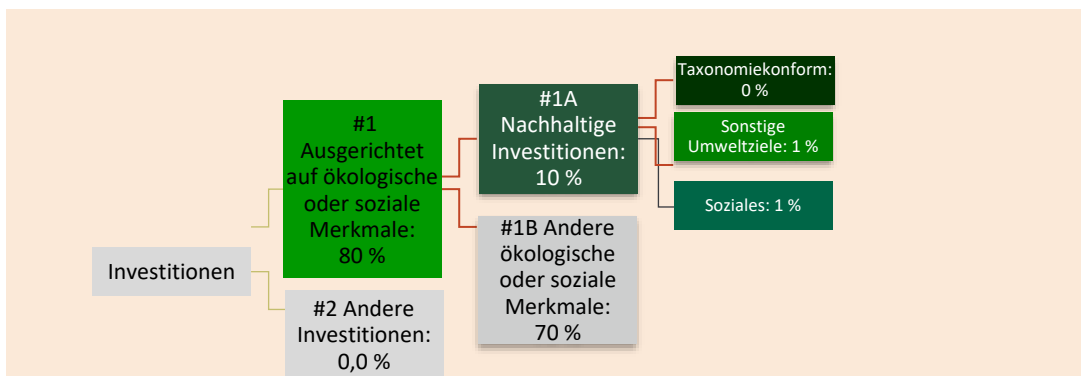 Investitionen
#1
Ausgerichtet
auf ökologische
oder soziale
Merkmale:
80 %
#2 Andere
Investitionen:
0,0 %
#1A
Nachhaltige
Investitionen:
10 %
#1B Andere
ökologische
oder soziale
Merkmale:
70 %
Taxonomiekonform:
0 %
Sonstige
Umweltziele: 1 %
Soziales: 1 %